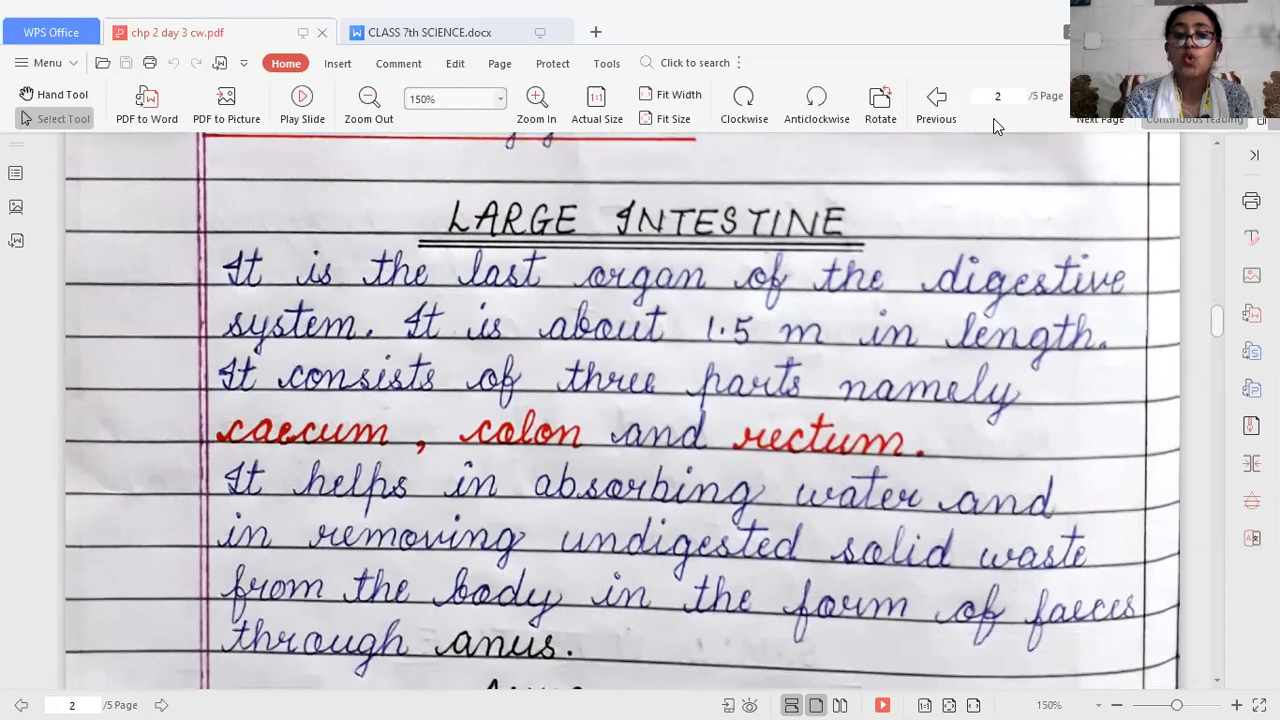 WPS Office
chp 2 day 3 cw.pdf
CLASS 7th SCIENCE.docx
Menu
Home
Insert
Comment
Edit
Page
Protect
Tools
Click to search
Hand Tool
Select Tool
PDF to Word
PDF to Picture
Play Slide
Zoom Out
150%
Zoom In
Actual Size
Fit Width
Fit Size
Clockwise
Anticlockwise
Rotate
Previous
2 /5 Page
Next Page
Continuous Reading
LARGE INTESTINE
It is the last organ of the digestive
system. It is about 1.5 m in length.
It consists of three parts namely
caecum, colon and rectum.
It helps in absorbing water and
in removing undigested solid waste
from the body in the form of faeces
through anus.
2 /5 Page
150%